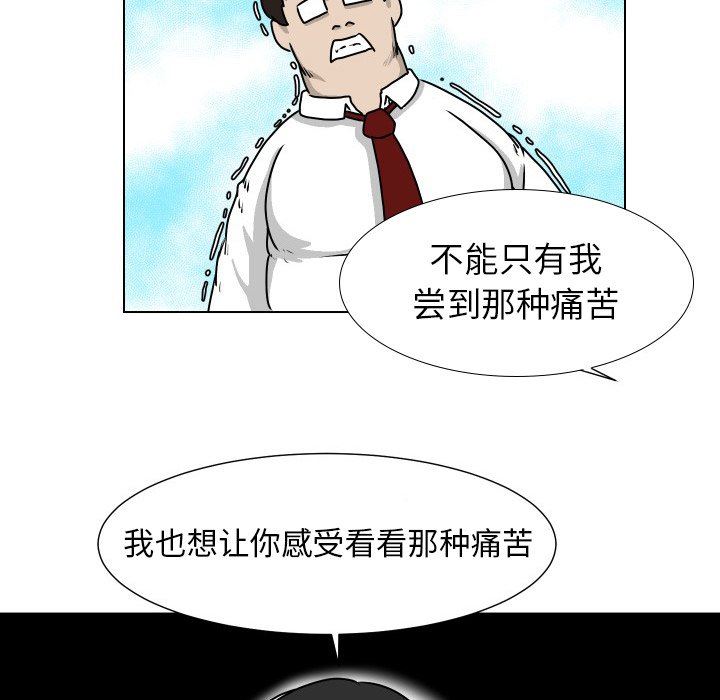 不能只有我
尝到那种痛苦
我也想让你感受看看那种痛苦